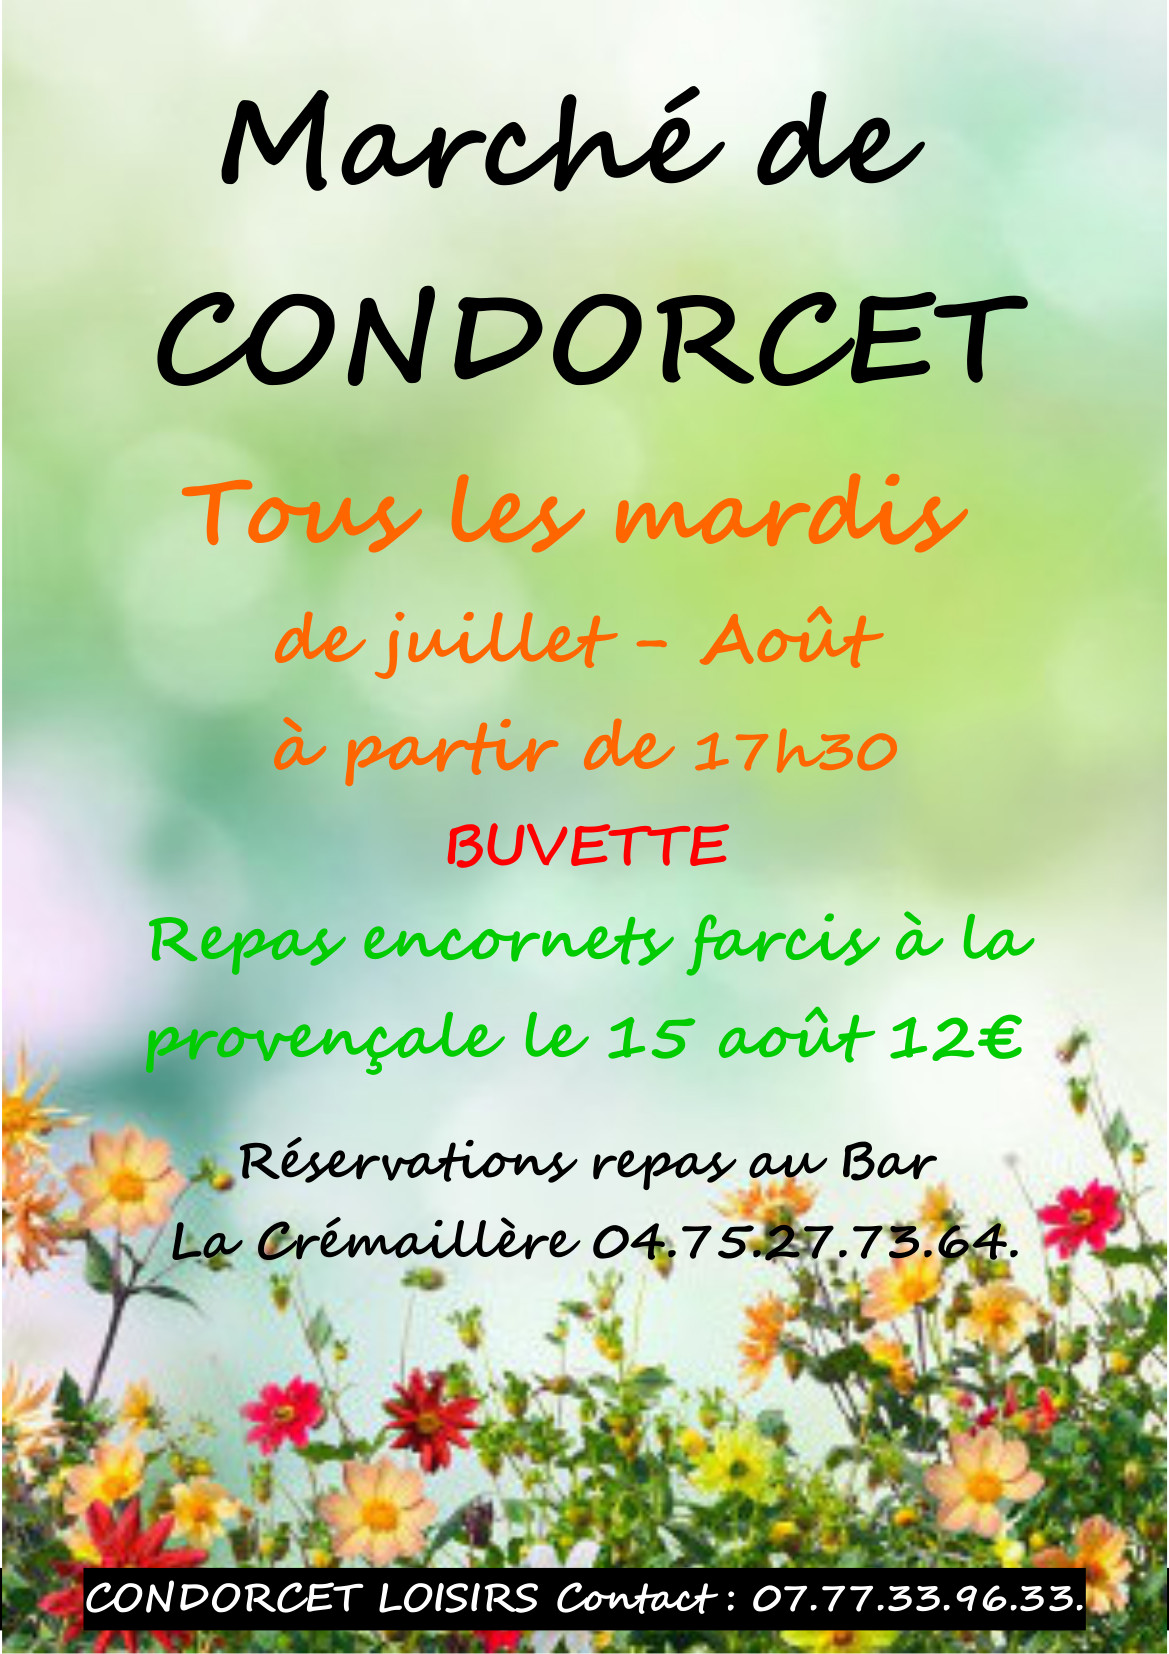 Marché de
CONDORCET
Tous les mardis
de juillet - Août
à partir de 17h30
BUVETTE
Repas encornets farcis à la
provençale le 15 août 12€
Réservations repas au Bar
La Crémaillère 04.75.27.73.64.
CONDORCET LOISIRS Contact : 07.77.33.96.33.